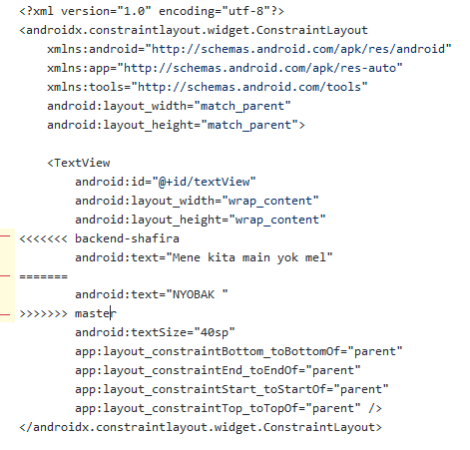 <?xml version="1.0" encoding="utf-8"?>
<androidx.constraintlayout.widget.ConstraintLayout
    xmlns:android="http://schemas.android.com/apk/res/android"
    xmlns:app="http://schemas.android.com/apk/res-auto"
    xmlns:tools="http://schemas.android.com/tools"
    android:layout_width="match_parent"
    android:layout_height="match_parent">

    <TextView
        android:id="@+id/textView"
        android:layout_width="wrap_content"
        android:layout_height="wrap_content"
<<<<<<< backend-shafira
        android:text="Mene kita main yok mel"
=======
        android:text="NYOBAK "
>>>>>>> master
        android:textSize="40sp"
        app:layout_constraintBottom_toBottomOf="parent"
        app:layout_constraintEnd_toEndOf="parent"
        app:layout_constraintStart_toStartOf="parent"
        app:layout_constraintTop_toTopOf="parent" />
</androidx.constraintlayout.widget.ConstraintLayout>